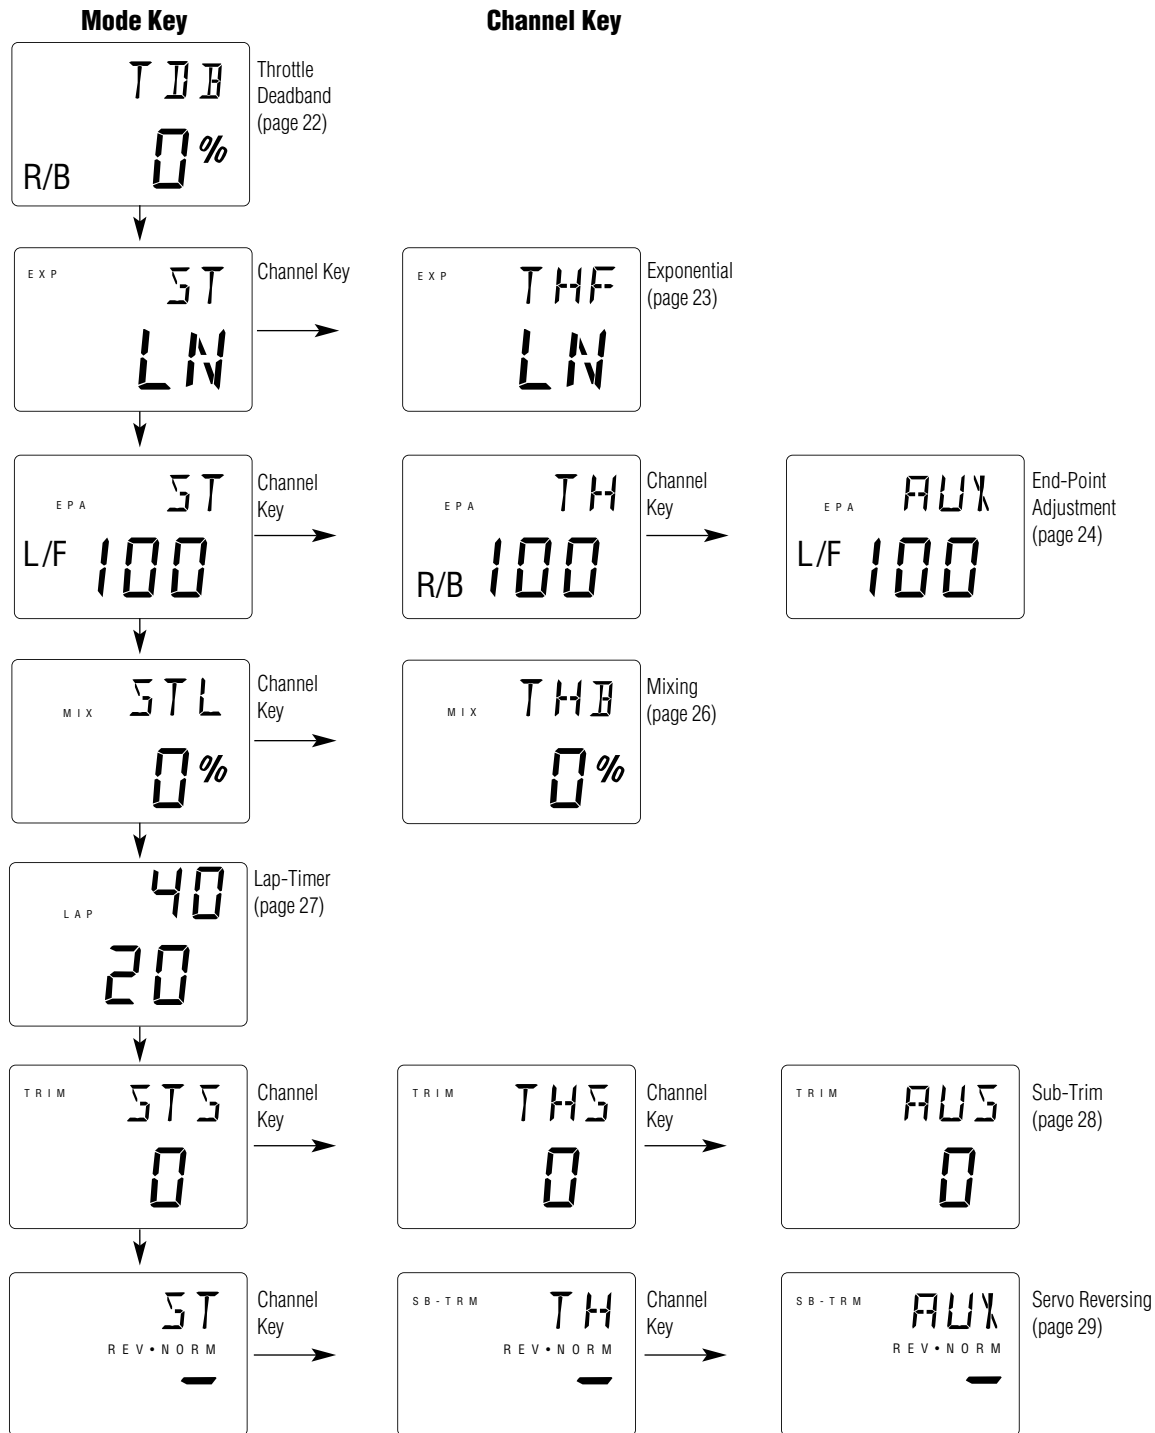 Mode Key
Channel Key
TDB
0%
R/B
Throttle
Deadband
(page 22)
EXP
ST
LN
Channel Key
EXP
THF
LN
Exponential
(page 23)
EPA
ST
L/F
100
Channel
Key
EPA
TH
R/B
100
Channel
Key
EPA
AUX
L/F
100
End-Point
Adjustment
(page 24)
MIX
STL
0%
Channel
Key
MIX
THB
0%
Mixing
(page 26)
40
LAP
20
Lap-Timer
(page 27)
TRIM
STS
0
Channel
Key
TRIM
THS
0
Channel
Key
TRIM
AUS
0
Sub-Trim
(page 28)
ST
REV•NORM
Channel
Key
SB-TRM
TH
REV•NORM
Channel
Key
SB-TRM
AUX
REV•NORM
Servo Reversing
(page 29)